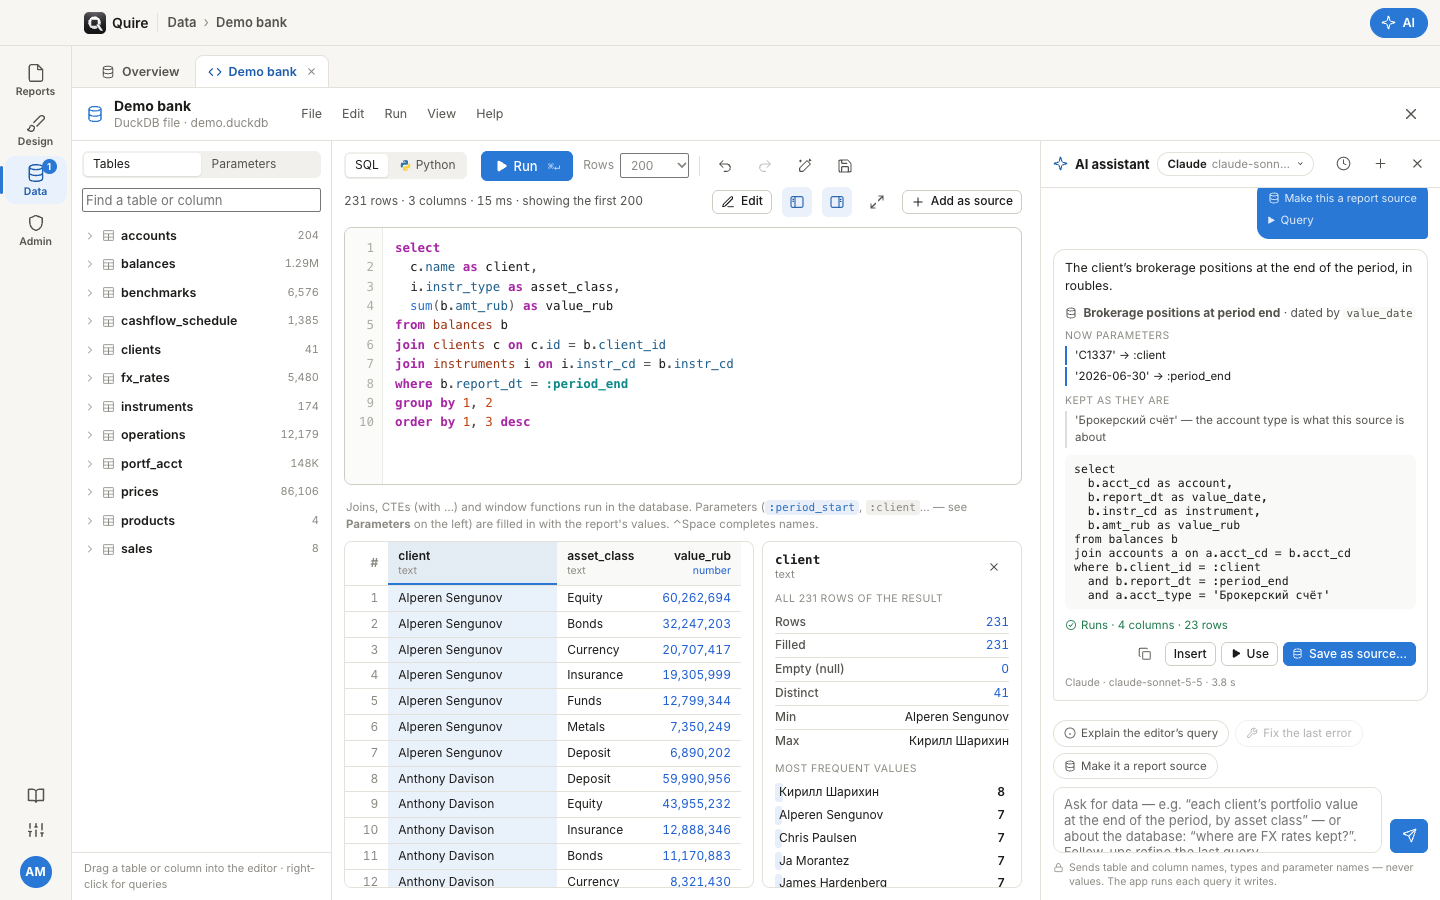 Quire
Data › Demo bank
AI
Reports
Design
1
Data
Admin
AM
Overview
Demo bank ×
Demo bank
DuckDB file · demo.duckdb
File Edit Run View Help
Tables Parameters
Find a table or column
accounts 204
balances 1.29M
benchmarks 6,576
cashflow_schedule 1,385
clients 41
fx_rates 5,480
instruments 174
operations 12,179
portf_acct 148K
prices 86,106
products 4
sales 8
Drag a table or column into the editor · right-
click for queries
SQL Python Run ⌘↵ Rows 200
231 rows · 3 columns · 15 ms · showing the first 200
Edit
Add as source
1 select
2 c.name as client,
3 i.instr_type as asset_class,
4 sum(b.amt_rub) as value_rub
5 from balances b
6 join clients c on c.id = b.client_id
7 join instruments i on i.instr_cd = b.instr_cd
8 where b.report_dt = :period_end
9 group by 1, 2
10 order by 1, 3 desc
Joins, CTEs (with …) and window functions run in the database. Parameters (:period_start, :client… — see
Parameters on the left) are filled in with the report's values. ^Space completes names.
# client asset_class value_rub
text text number
1 Alperen Sengunov Equity 60,262,694
2 Alperen Sengunov Bonds 32,247,203
3 Alperen Sengunov Currency 20,707,417
4 Alperen Sengunov Insurance 19,305,999
5 Alperen Sengunov Funds 12,799,344
6 Alperen Sengunov Metals 7,350,249
7 Alperen Sengunov Deposit 6,890,202
8 Anthony Davison Deposit 59,990,956
9 Anthony Davison Equity 43,955,232
10 Anthony Davison Insurance 12,888,346
11 Anthony Davison Bonds 11,170,883
12 Anthony Davison Currency 8,321,430
client
text
ALL 231 ROWS OF THE RESULT
Rows 231
Filled 231
Empty (null) 0
Distinct 41
Min Alperen Sengunov
Max Кирилл Шарихин
MOST FREQUENT VALUES
Кирилл Шарихин 8
Alperen Sengunov 7
Chris Paulsen 7
Ja Morantez 7
James Hardenberg 7
AI assistant
Claude claude-sonn…
Make this a report source
Query
The client’s brokerage positions at the end of the period, in
roubles.
Brokerage positions at period end · dated by value_date
NOW PARAMETERS
'C1337' → :client
'2026-06-30' → :period_end
KEPT AS THEY ARE
'Брокерский счёт' — the account type is what this source is
about
select
b.acct_cd as account,
b.report_dt as value_date,
b.instr_cd as instrument,
b.amt_rub as value_rub
from balances b
join accounts a on a.acct_cd = b.acct_cd
where b.client_id = :client
and b.report_dt = :period_end
and a.acct_type = 'Брокерский счёт'
Runs · 4 columns · 23 rows
Insert Use Save as source…
Claude · claude-sonnet-5-5 · 3.8 s
Explain the editor’s query Fix the last error
Make it a report source
Ask for data — e.g. “each client’s portfolio value
at the end of the period, by asset class” — or
about the database: “where are FX rates kept?”.
Follow-ups refine the last query
Sends table and column names, types and parameter names — never
values. The app runs each query it writes.